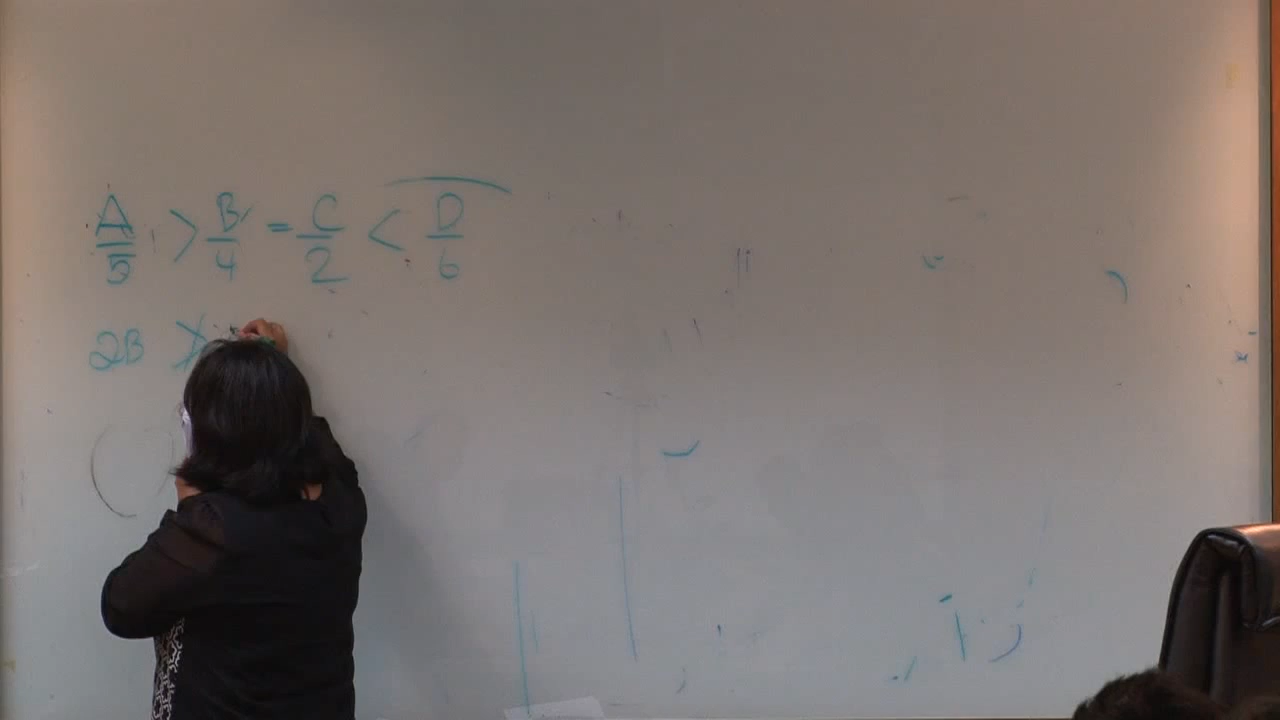 A/5 > B/4 = C/2 < D/6
2B